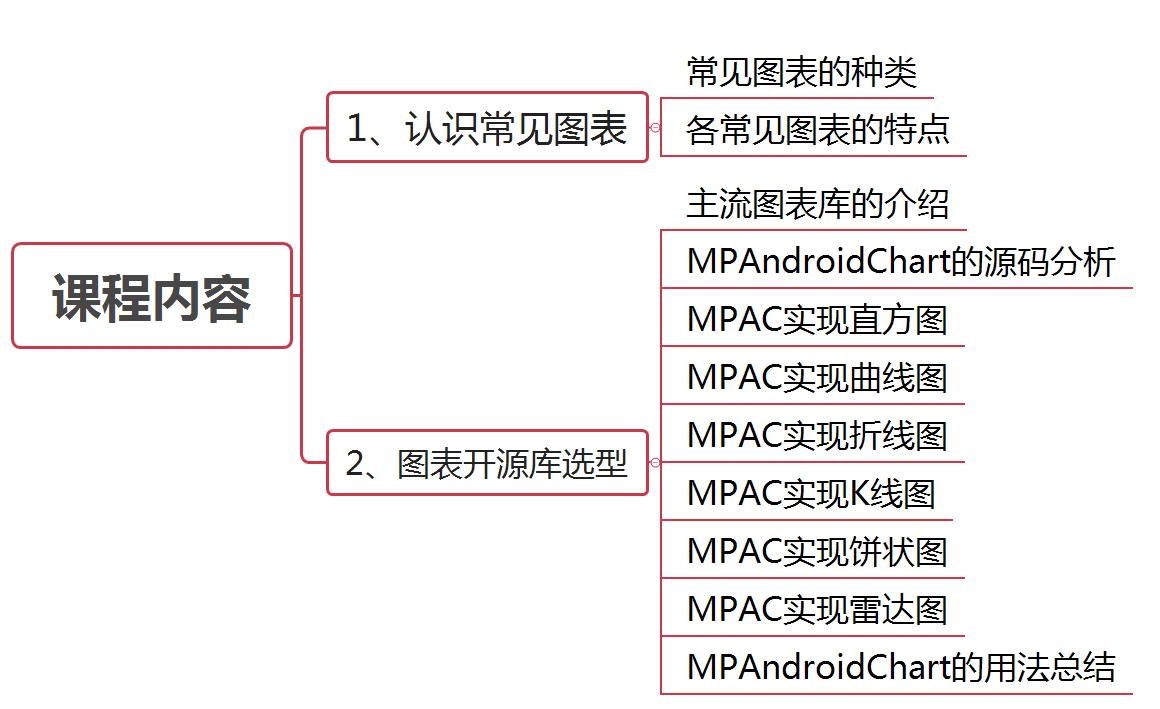 课程内容
1、认识常见图表
常见图表的种类
各常见图表的特点
2、图表开源库选型
主流图表库的介绍
MPAndroidChart的源码分析
MPAC实现直方图
MPAC实现曲线图
MPAC实现折线图
MPAC实现K线图
MPAC实现饼状图
MPAC实现雷达图
MPAndroidChart的用法总结